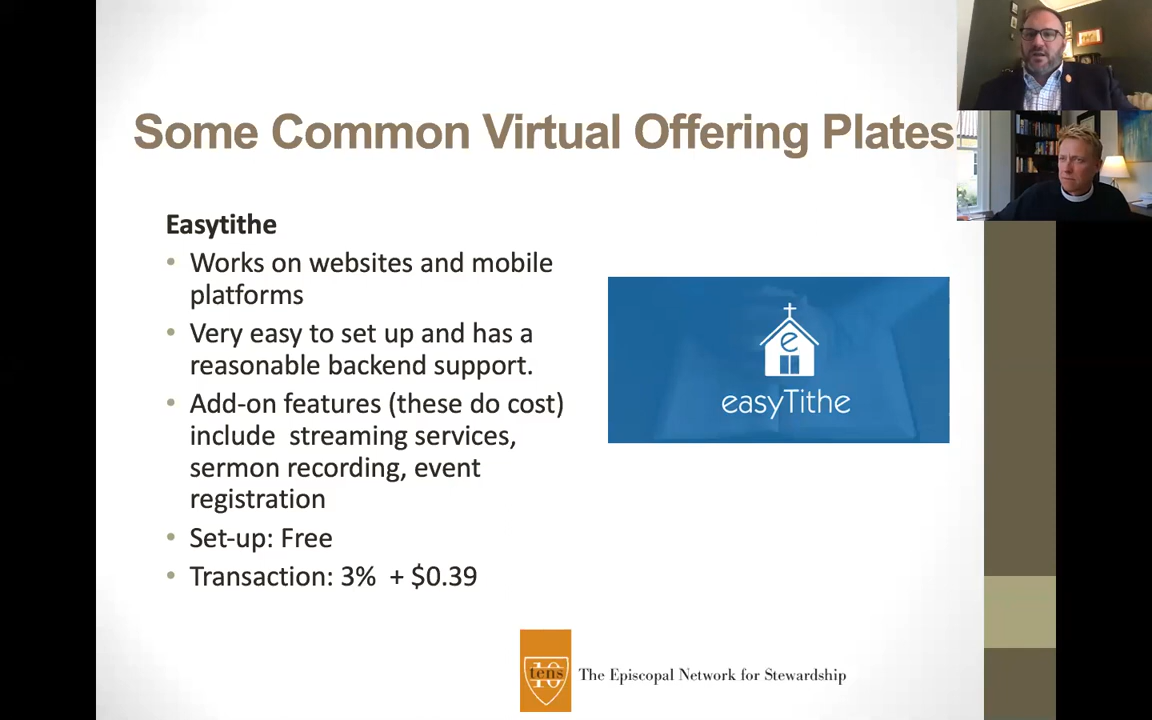 Some Common Virtual Offering Plates
Easytithe
• Works on websites and mobile
platforms
• Very easy to set up and has a
reasonable backend support.
• Add-on features (these do cost)
include  streaming services,
sermon recording, event
registration
• Set-up: Free
• Transaction: 3%  + $0.39
e
easyTithe
10
tens
The Episcopal Network for Stewardship